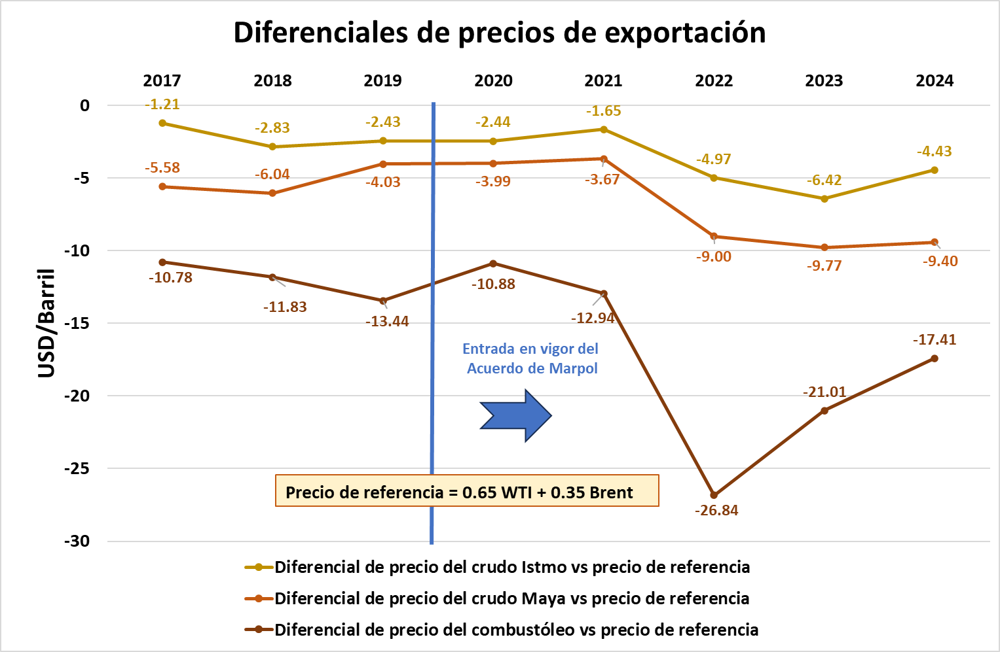 Diferenciales de precios de exportación
2017 2018 2019 2020 2021 2022 2023 2024
0
-5
-10
-15
-20
-25
-30
USD/Barril
-1.21 -2.83 -2.43 -2.44 -1.65 -4.97 -6.42 -4.43
-5.58 -6.04 -4.03 -3.99 -3.67 -9.00 -9.77 -9.40
-10.78 -11.83 -13.44 -10.88 -12.94 -26.84 -21.01 -17.41
Entrada en vigor del
Acuerdo de Marpol
Precio de referencia = 0.65 WTI + 0.35 Brent
Diferencial de precio del crudo Istmo vs precio de referencia
Diferencial de precio del crudo Maya vs precio de referencia
Diferencial de precio del combustóleo vs precio de referencia